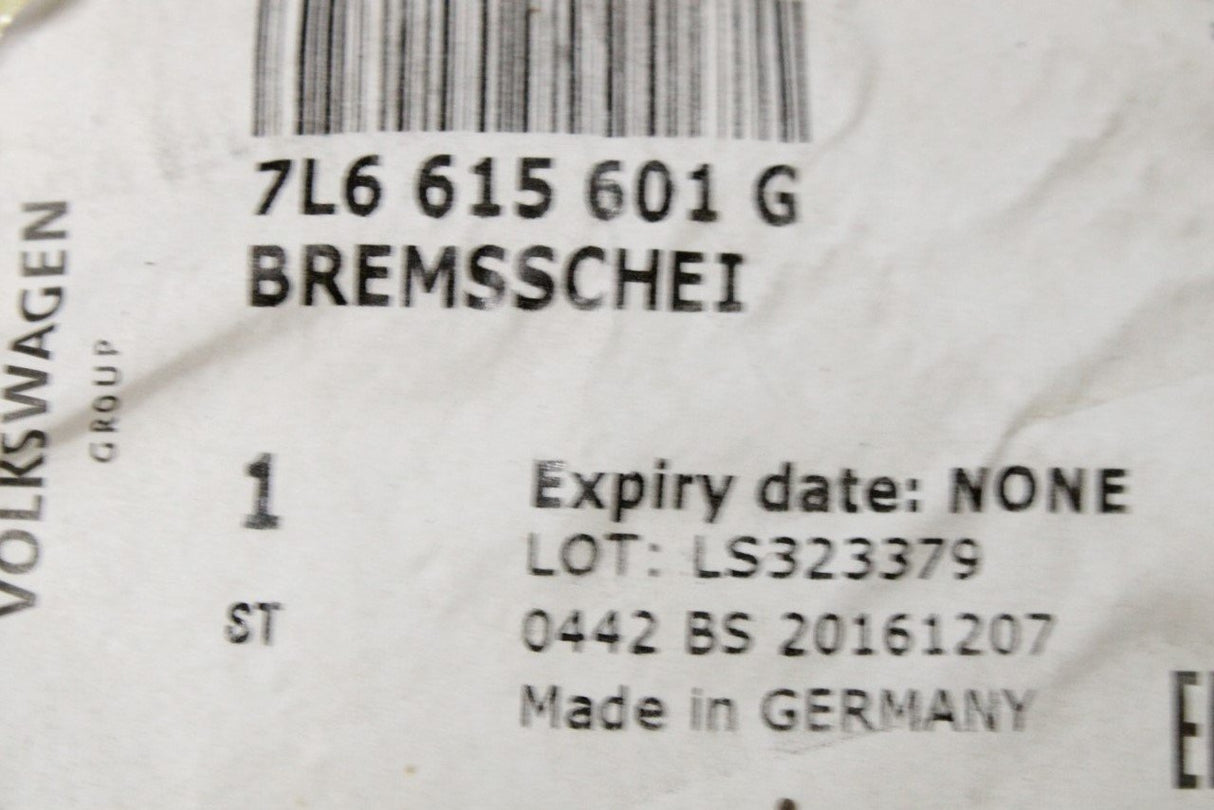 7L6 615 601 G
BREMSSCHEI
VOLKSWAGEN
GROUP
1
Expiry date: NONE
LOT: LS323379
ST
0442 BS 20161207
Made in GERMANY